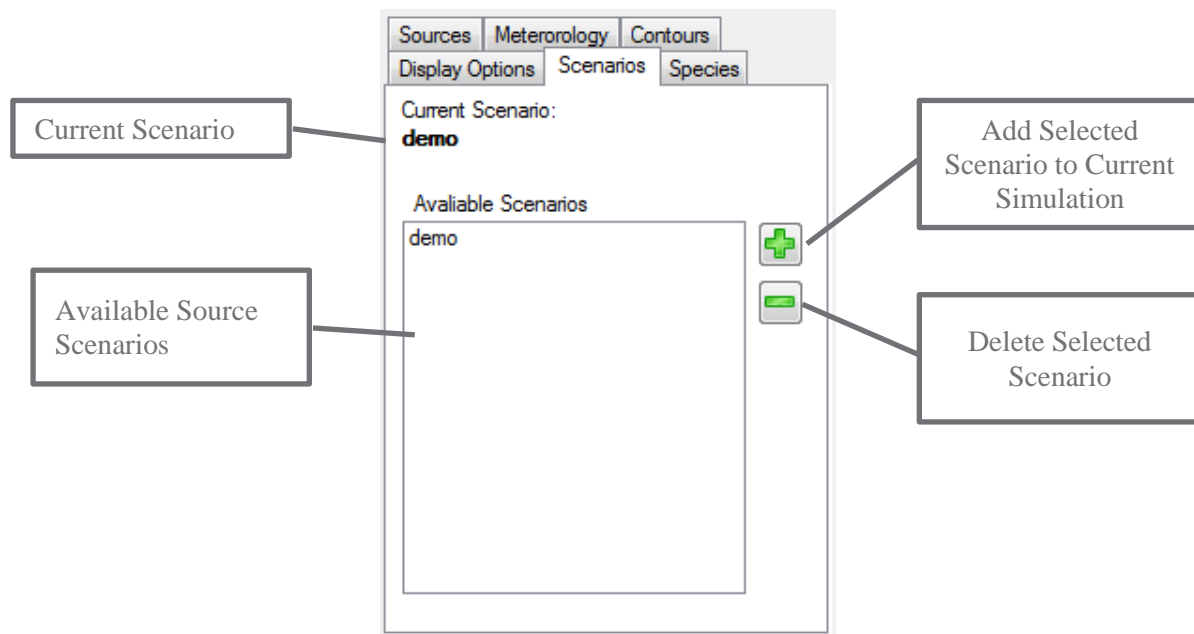 Sources Meterorology Contours
Display Options Scenarios Species
Current Scenario:
demo
Avaliable Scenarios
demo
Current Scenario
Available Source
Scenarios
Add Selected
Scenario to Current
Simulation
Delete Selected
Scenario